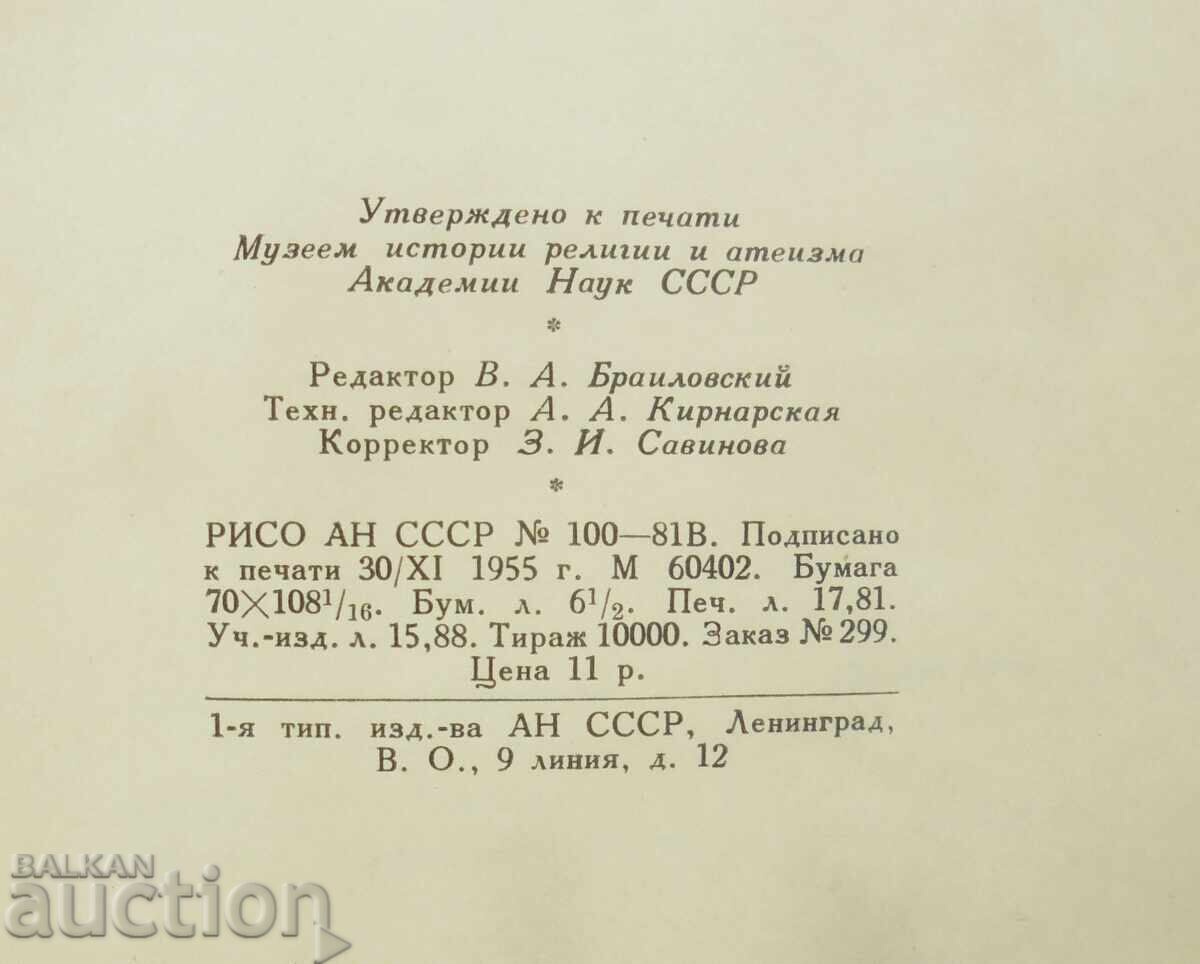 Утверждено к печати
Музеем истории религии и атеизма
Академии Наук СССР
*
Редактор В. А. Браиловский
Техн. редактор А. А. Кирнарская
Корректор З. И. Савинова
*
РИСО АН СССР № 100—81В. Подписано
к печати 30/XI 1955 г. М 60402. Бумага
70×108¹/₁₆. Бум. л. 6¹/₂. Печ. л. 17,81.
Уч.-изд. л. 15,88. Тираж 10000. Заказ № 299.
Цена 11 р.
1-я тип. изд.-ва АН СССР, Ленинград,
В. О., 9 линия, д. 12
BALKAN
auction